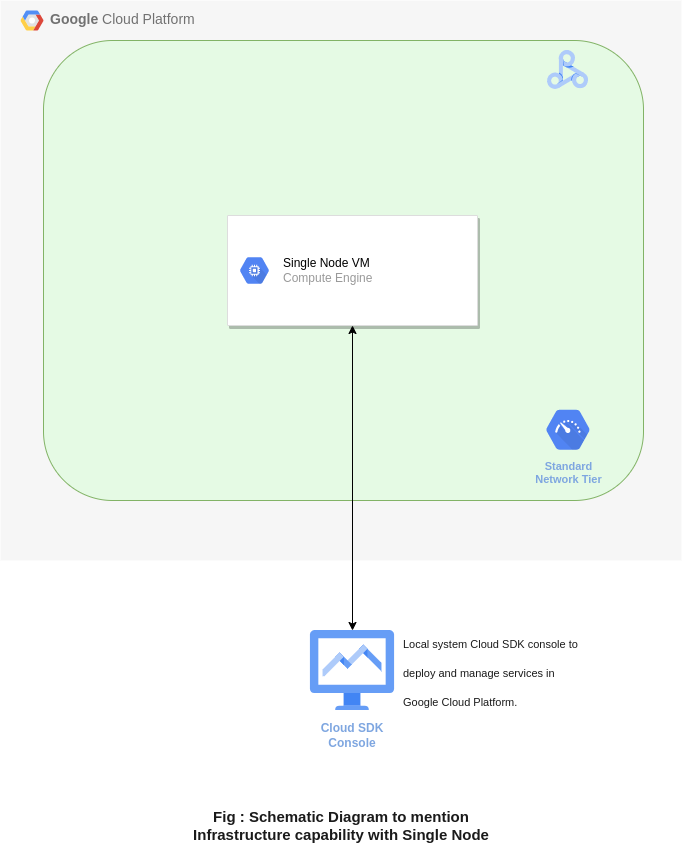 Google Cloud Platform
Single Node VM
Compute Engine
Standard
Network Tier
Local system Cloud SDK console to
deploy and manage services in
Google Cloud Platform.
Cloud SDK
Console
Fig : Schematic Diagram to mention
Infrastructure capability with Single Node